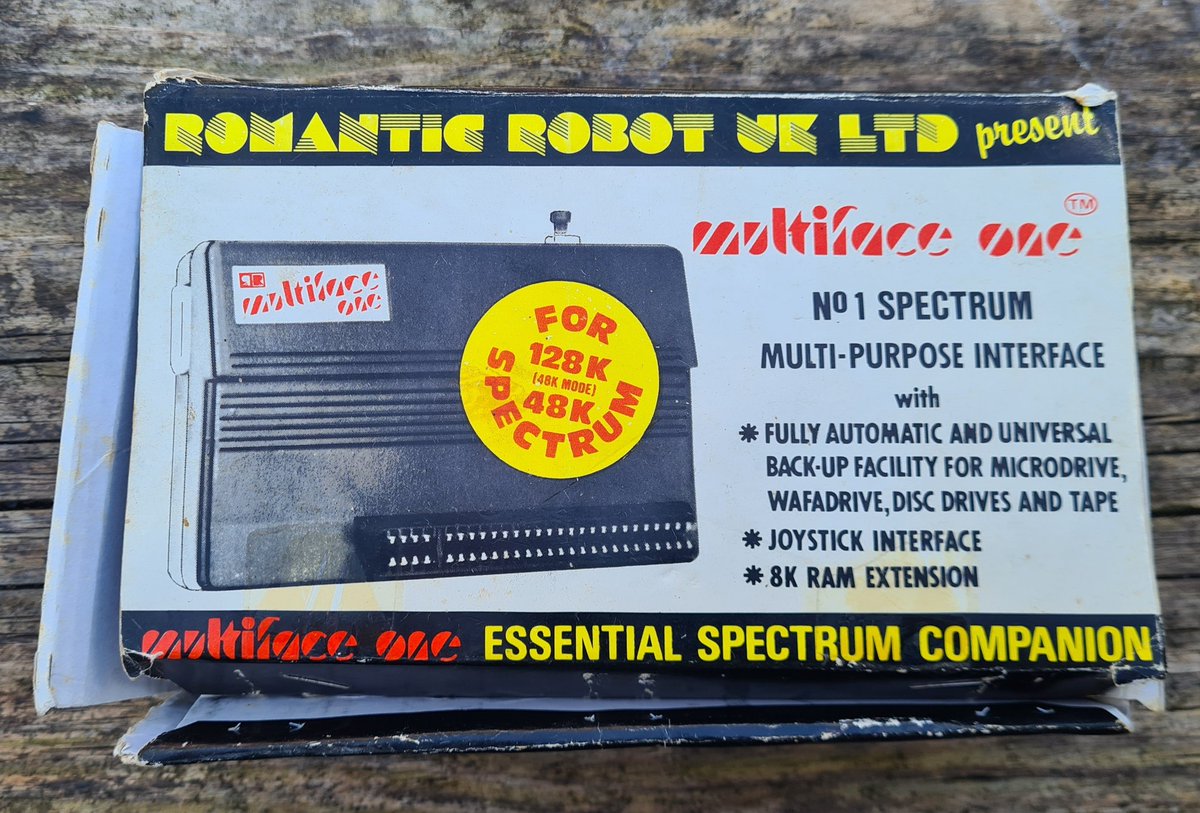 ROMANTIC ROBOT UK LTD present
multiface one TM
RR
multiface
one
FOR
128K
(48K MODE)
48K
SPECTRUM
Nº1 SPECTRUM
MULTI-PURPOSE INTERFACE
with
* FULLY AUTOMATIC AND UNIVERSAL
BACK-UP FACILITY FOR MICRODRIVE,
WAFADRIVE, DISC DRIVES AND TAPE
* JOYSTICK INTERFACE
* 8K RAM EXTENSION
multiface one ESSENTIAL SPECTRUM COMPANION